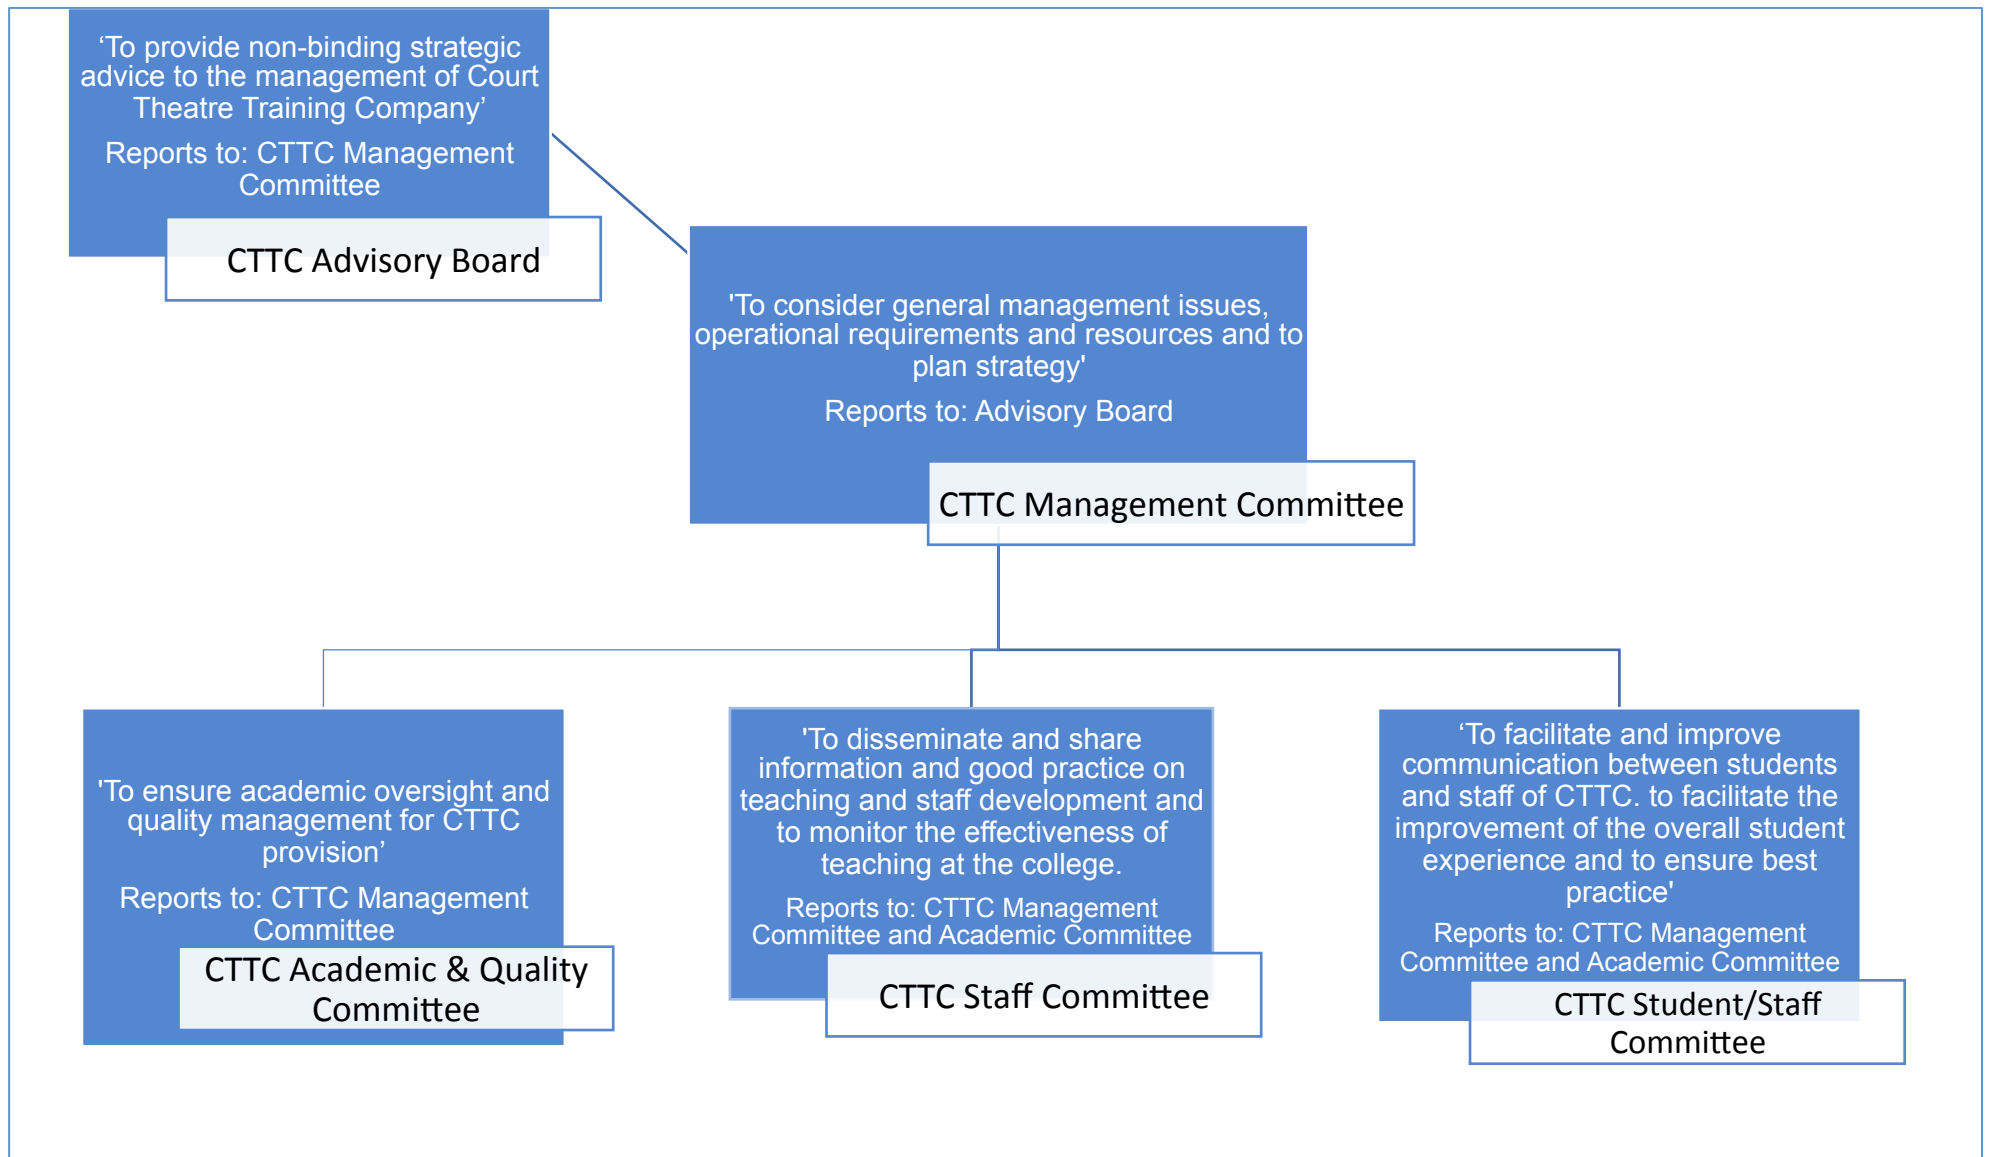 ‘To provide non-binding strategic
advice to the management of Court
Theatre Training Company’
Reports to: CTTC Management
Committee
CTTC Advisory Board
'To consider general management issues,
operational requirements and resources and to
plan strategy'
Reports to: Advisory Board
CTTC Management Committee
'To ensure academic oversight and
quality management for CTTC
provision’
Reports to: CTTC Management
Committee
CTTC Academic & Quality
Committee
'To disseminate and share
information and good practice on
teaching and staff development and
to monitor the effectiveness of
teaching at the college.
Reports to: CTTC Management
Committee and Academic Committee
CTTC Staff Committee
‘To facilitate and improve
communication between students
and staff of CTTC. to facilitate the
improvement of the overall student
experience and to ensure best
practice'
Reports to: CTTC Management
Committee and Academic Committee
CTTC Student/Staff
Committee